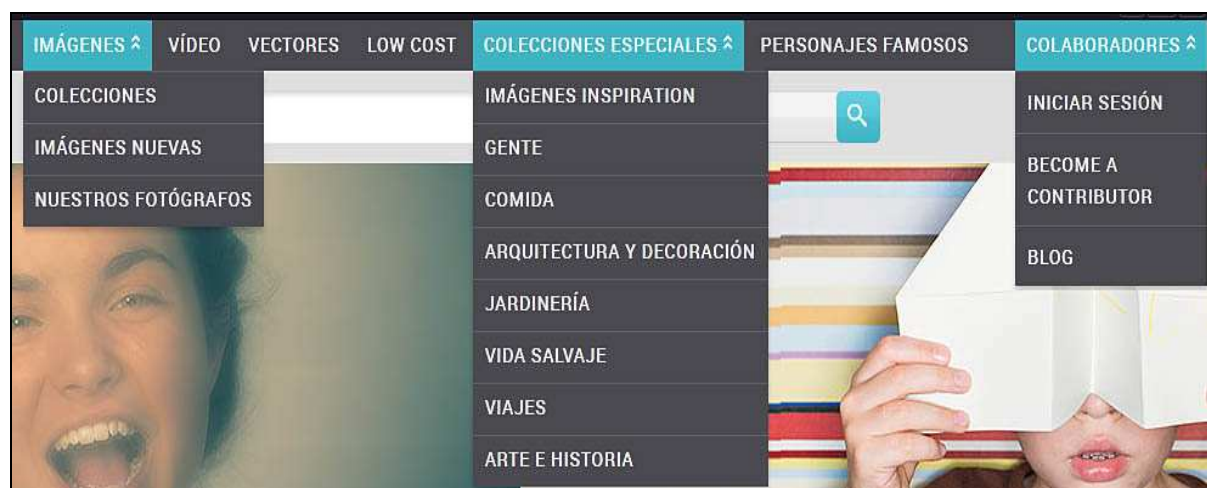 IMÁGENES VÍDEO VECTORES LOW COST COLECCIONES ESPECIALES PERSONAJES FAMOSOS COLABORADORES
COLECCIONES
IMÁGENES NUEVAS
NUESTROS FOTÓGRAFOS
IMÁGENES INSPIRATION
GENTE
COMIDA
ARQUITECTURA Y DECORACIÓN
JARDINERÍA
VIDA SALVAJE
VIAJES
ARTE E HISTORIA
INICIAR SESIÓN
BECOME A
CONTRIBUTOR
BLOG